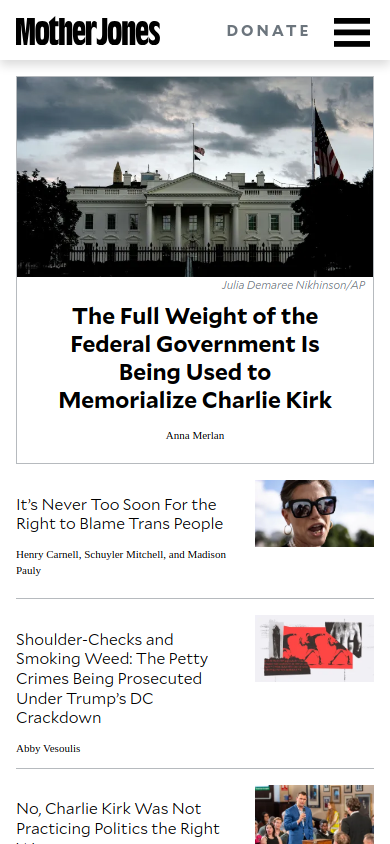 Mother Jones
DONATE
Julia Demaree Nikhinson/AP
The Full Weight of the
Federal Government Is
Being Used to
Memorialize Charlie Kirk
Anna Merlan
It’s Never Too Soon For the
Right to Blame Trans People
Henry Carnell, Schuyler Mitchell, and Madison
Pauly
Shoulder-Checks and
Smoking Weed: The Petty
Crimes Being Prosecuted
Under Trump’s DC
Crackdown
Abby Vesoulis
No, Charlie Kirk Was Not
Practicing Politics the Right